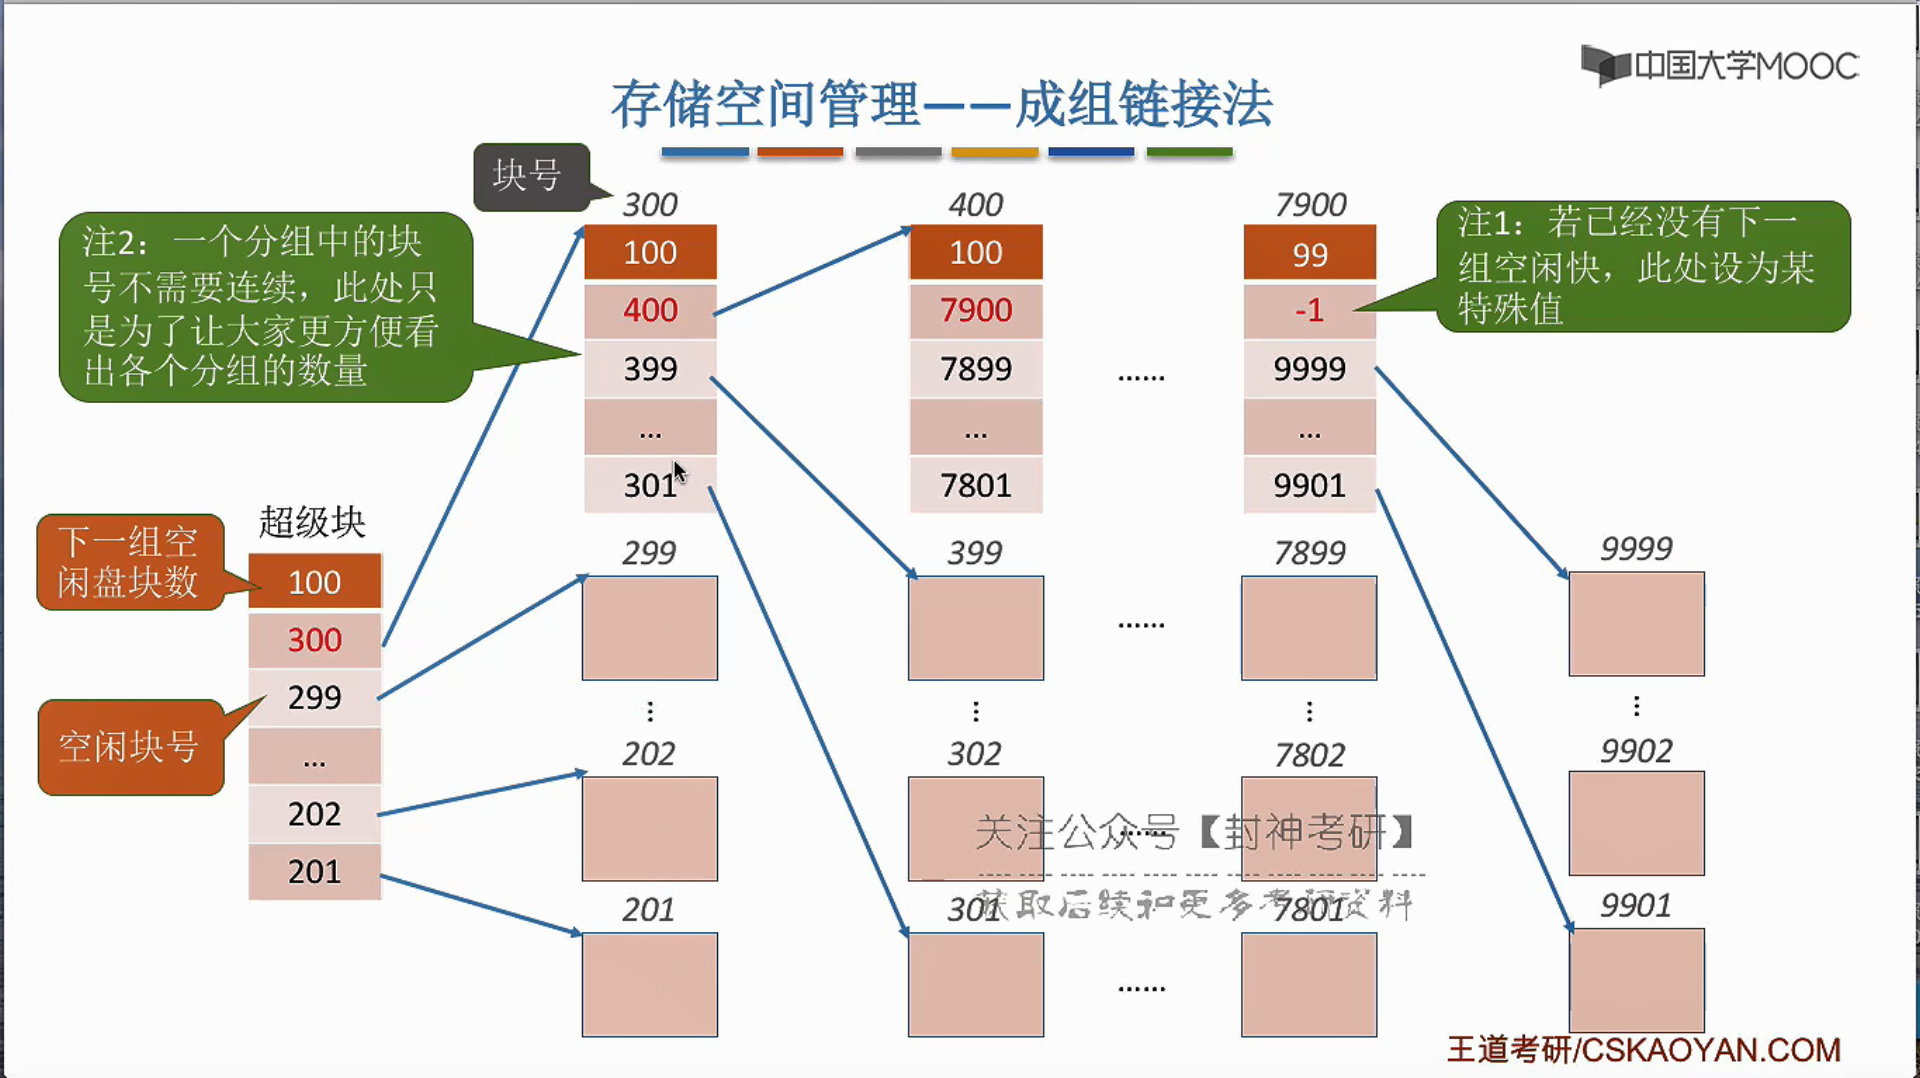 中国大学MOOC
存储空间管理——成组链接法
块号
注2：一个分组中的块
号不需要连续，此处只
是为了让大家更方便看
出各个分组的数量
注1：若已经没有下一
组空闲快，此处设为某
特殊值
300
100
400
399
...
301
400
100
7900
7899
...
7801
......
7900
99
-1
9999
...
9901
超级块
下一组空
闲盘块数
空闲块号
100
300
299
...
202
201
299
⋮
202
201
399
⋮
302
301
......
......
......
7899
⋮
7802
7801
9999
⋮
9902
9901
关注公众号【封神考研】
获取后续和更多考研资料
王道考研/CSKAOYAN.COM